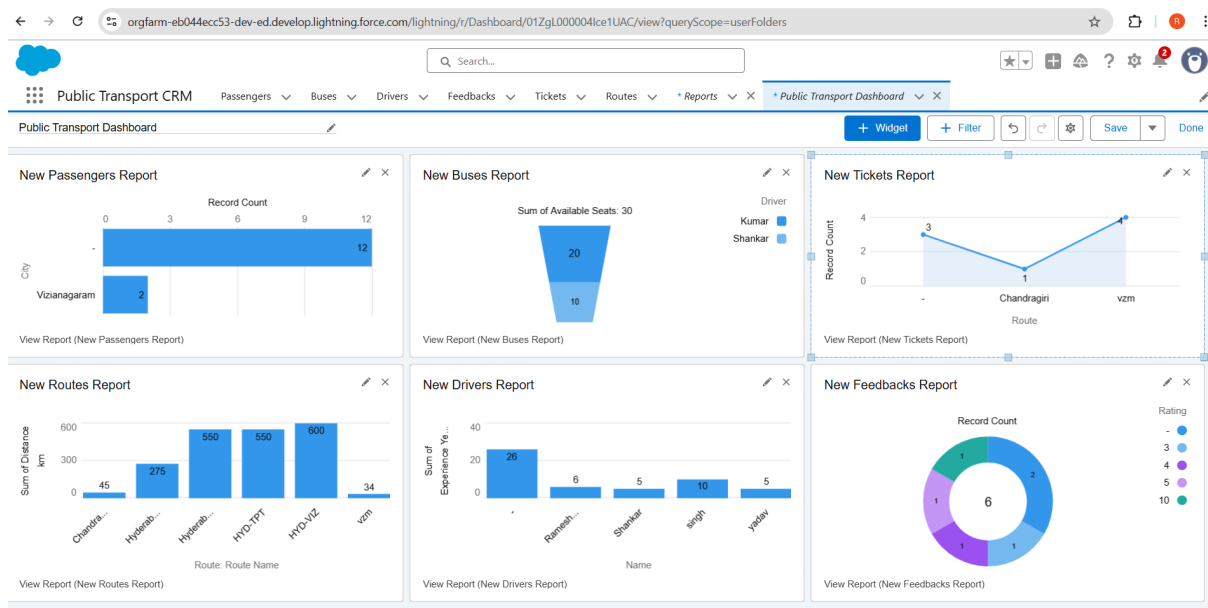 orgfarm-eb044ecc53-dev-ed.develop.lightning.force.com/lightning/r/Dashboard/01ZgL000004Ice1UAC/view?queryScope=userFolders
R
Search...
2
Public Transport CRM Passengers Buses Drivers Feedbacks Tickets Routes * Reports * Public Transport Dashboard
Public Transport Dashboard
+ Widget + Filter Save Done
New Passengers Report
Record Count
0 3 6 9 12
- 12
City
Vizianagaram 2
View Report (New Passengers Report)
New Buses Report
Sum of Available Seats: 30
Driver
Kumar
Shankar
20
10
View Report (New Buses Report)
New Tickets Report
Record Count
4
2
0
3
1
4
- Chandragiri vzm
Route
View Report (New Tickets Report)
New Routes Report
Sum of Distance
km
600
300
0
45 275 550 550 600 34
Chandra... Hyderab... Hyderab... HYD-TPT HYD-VIZ vzm
Route: Route Name
View Report (New Routes Report)
New Drivers Report
Sum of
Experience Ye...
40
20
0
26 6 5 10 5
- Ramesh... Shankar singh yadav
Name
View Report (New Drivers Report)
New Feedbacks Report
Record Count
Rating
-
3
4
5
10
1
2
1
6
1
1
View Report (New Feedbacks Report)